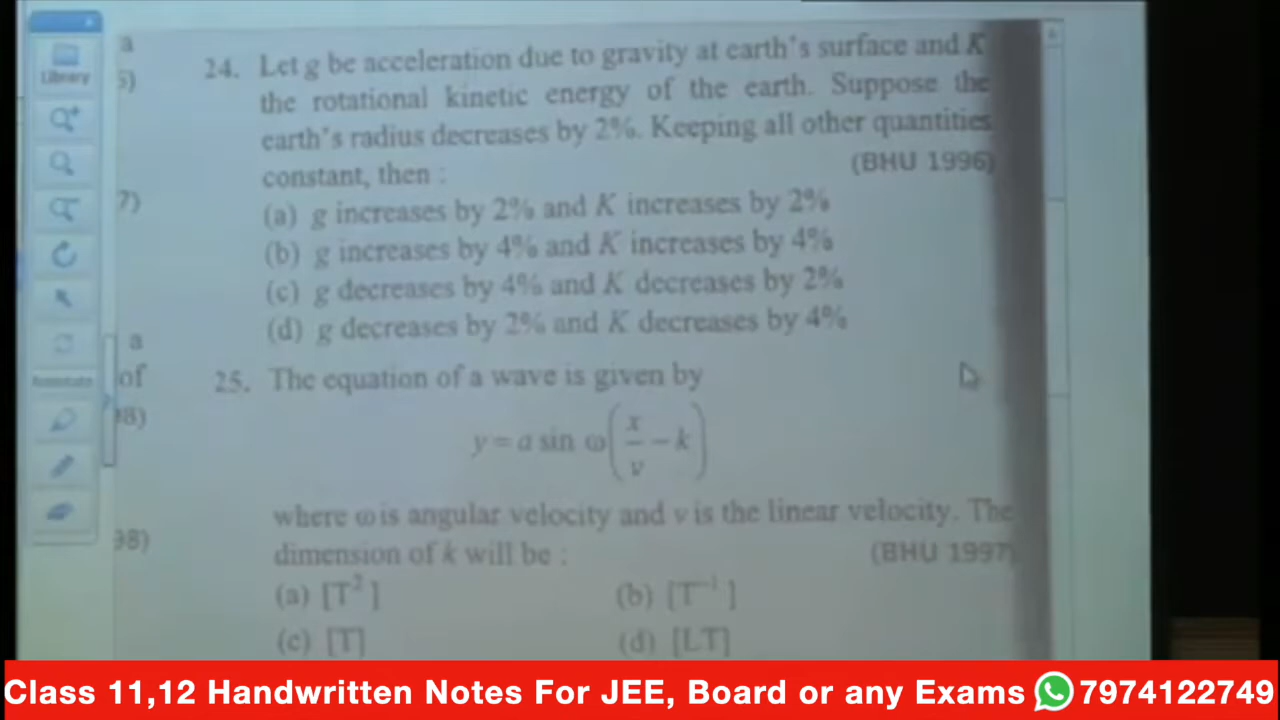 Library
a
5)
7)
a
of
98)
98)
24. Let g be acceleration due to gravity at earth's surface and K
the rotational kinetic energy of the earth. Suppose the
earth's radius decreases by 2%. Keeping all other quantities
constant, then :
(BHU 1996)
(a) g increases by 2% and K increases by 2%
(b) g increases by 4% and K increases by 4%
(c) g decreases by 4% and K decreases by 2%
(d) g decreases by 2% and K decreases by 4%
25. The equation of a wave is given by
y = a sin ω(x/v − k)
where ω is angular velocity and v is the linear velocity. The
dimension of k will be :
(BHU 1997)
(a) [T²] (b) [T⁻¹]
(c) [T] (d) [LT]
Class 11,12 Handwritten Notes For JEE, Board or any Exams 7974122749